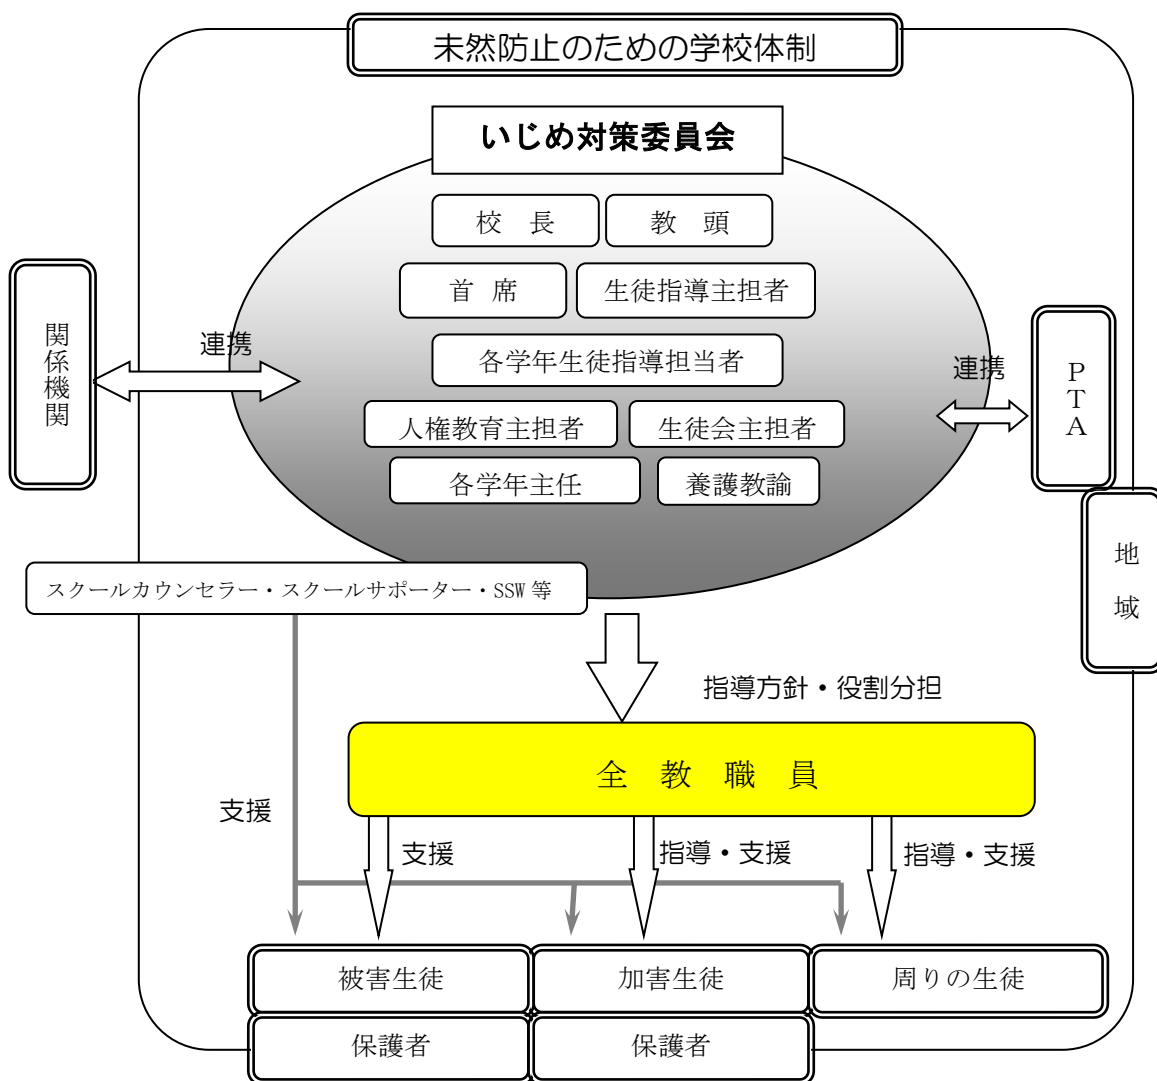 未然防止のための学校体制
いじめ対策委員会
校　長
教　頭
首　席
生徒指導主担者
各学年生徒指導担当者
人権教育主担者
生徒会主担者
各学年主任
養護教諭
関係機関
連携
連携
ＰＴＡ
地域
スクールカウンセラー・スクールサポーター・SSW 等
指導方針・役割分担
全　教　職　員
支援
支援
指導・支援
指導・支援
被害生徒
加害生徒
周りの生徒
保護者
保護者